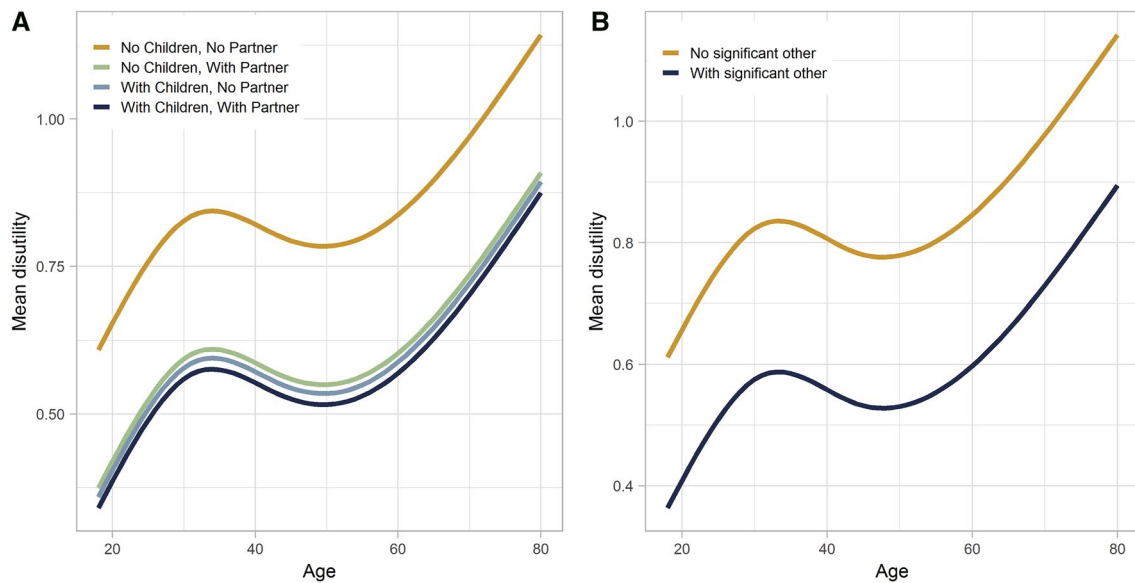 A
No Children, No Partner
No Children, With Partner
With Children, No Partner
With Children, With Partner
1.00
0.75
0.50
Mean disutility
20 40 60 80
Age
B
No significant other
With significant other
1.0
0.8
0.6
0.4
Mean disutility
20 40 60 80
Age